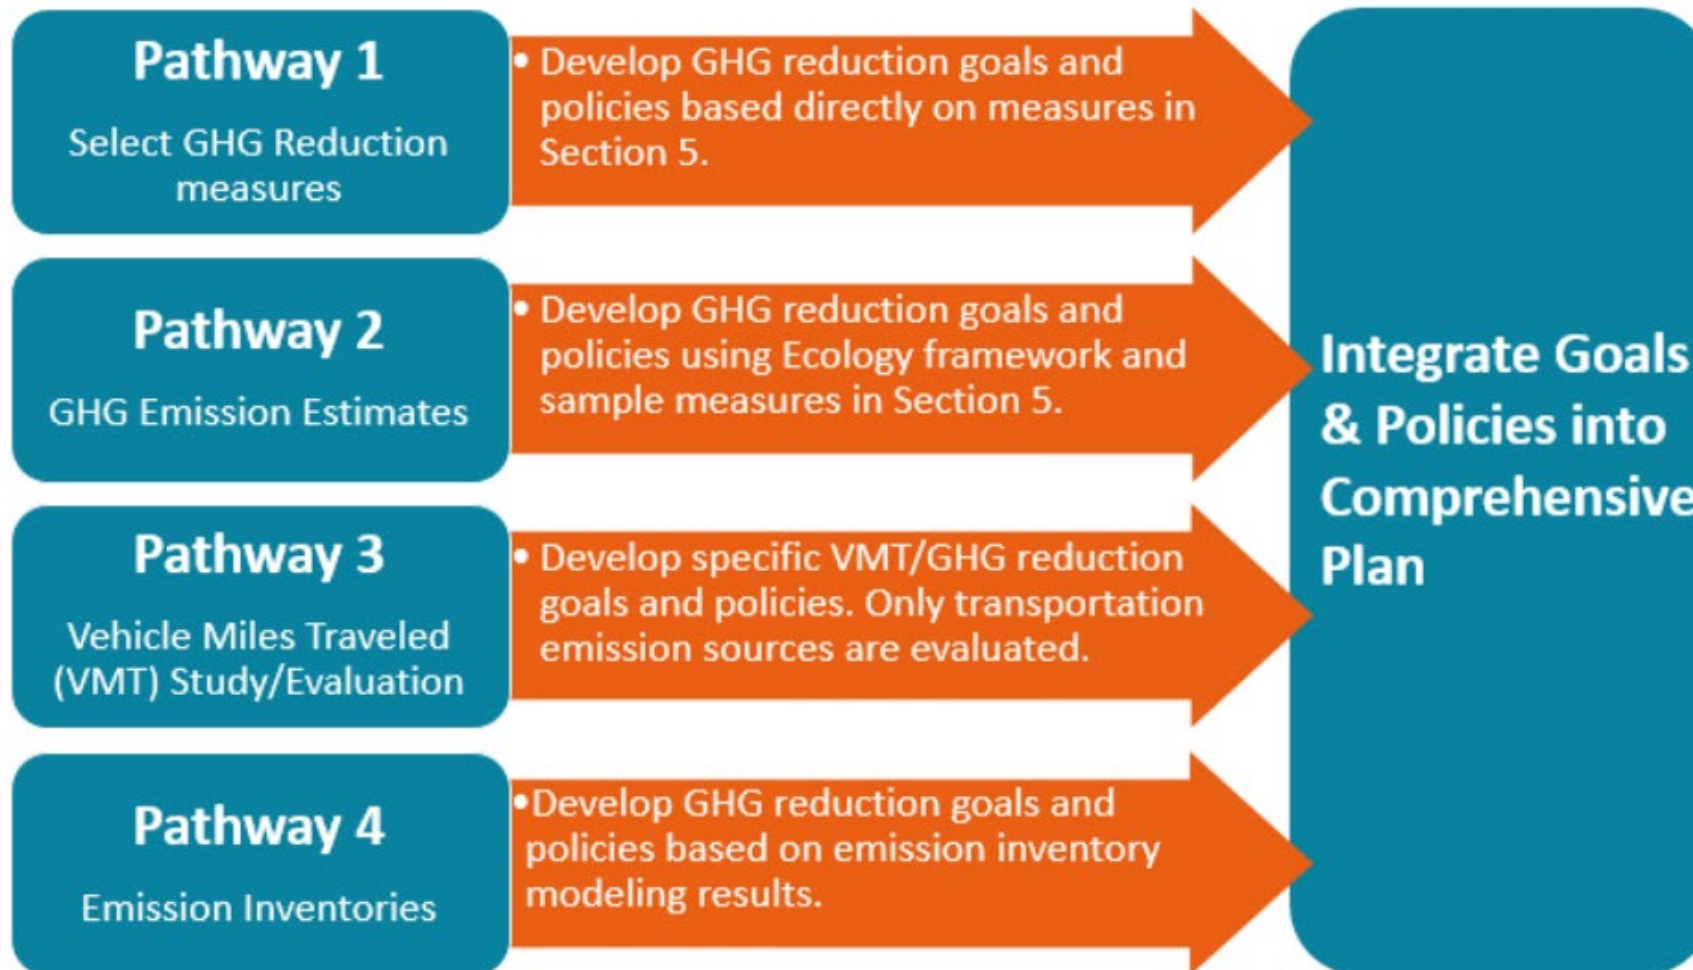 Pathway 1
Select GHG Reduction
measures
• Develop GHG reduction goals and
policies based directly on measures in
Section 5.
Pathway 2
GHG Emission Estimates
• Develop GHG reduction goals and
policies using Ecology framework and
sample measures in Section 5.
Pathway 3
Vehicle Miles Traveled
(VMT) Study/Evaluation
• Develop specific VMT/GHG reduction
goals and policies. Only transportation
emission sources are evaluated.
Pathway 4
Emission Inventories
•Develop GHG reduction goals and
policies based on emission inventory
modeling results.
Integrate Goals
& Policies into
Comprehensive
Plan